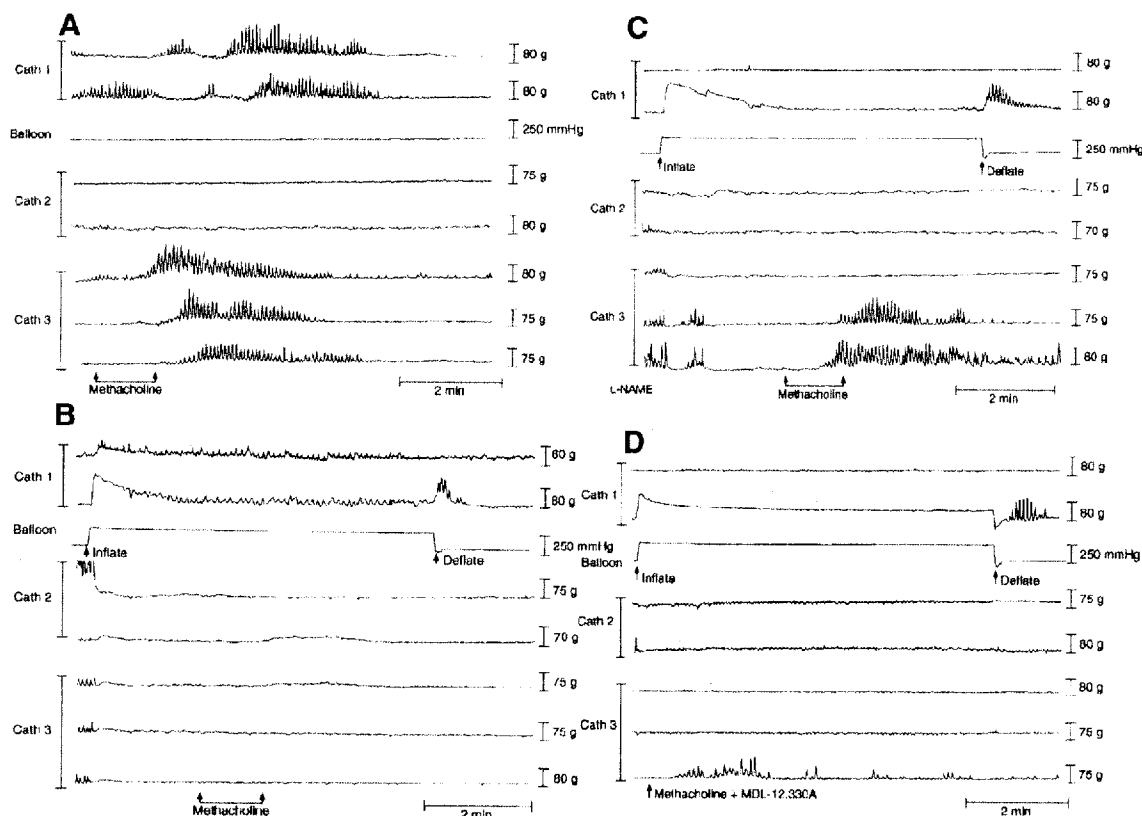 A
Cath 1
80 g
80 g
Balloon
250 mmHg
75 g
Cath 2
80 g
80 g
Cath 3
75 g
75 g
Methacholine
2 min
B
60 g
Cath 1
80 g
Balloon
250 mmHg
Inflate
Deflate
75 g
Cath 2
70 g
75 g
Cath 3
75 g
80 g
Methacholine
2 min
C
80 g
Cath 1
80 g
250 mmHg
Inflate
Deflate
75 g
Cath 2
70 g
75 g
Cath 3
75 g
80 g
L-NAME
Methacholine
2 min
D
80 g
Cath 1
80 g
250 mmHg
Balloon
Inflate
Deflate
75 g
Cath 2
80 g
80 g
Cath 3
75 g
75 g
Methacholine + MDL-12,330A
2 min